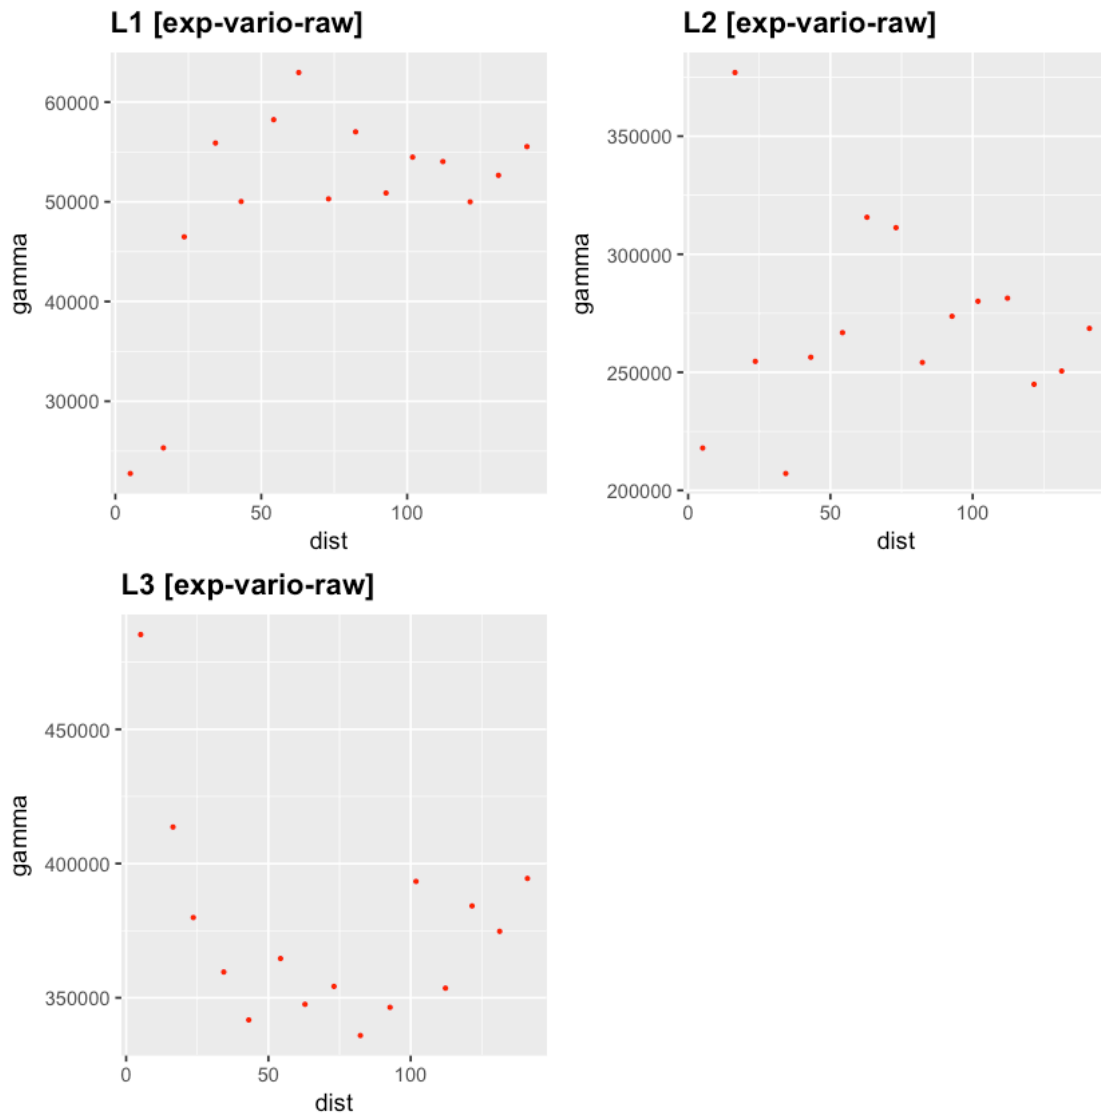 L1 [exp-vario-raw]
60000
50000
40000
30000
gamma
0 50 100
dist
L2 [exp-vario-raw]
350000
300000
250000
200000
gamma
0 50 100
dist
L3 [exp-vario-raw]
450000
400000
350000
gamma
0 50 100
dist